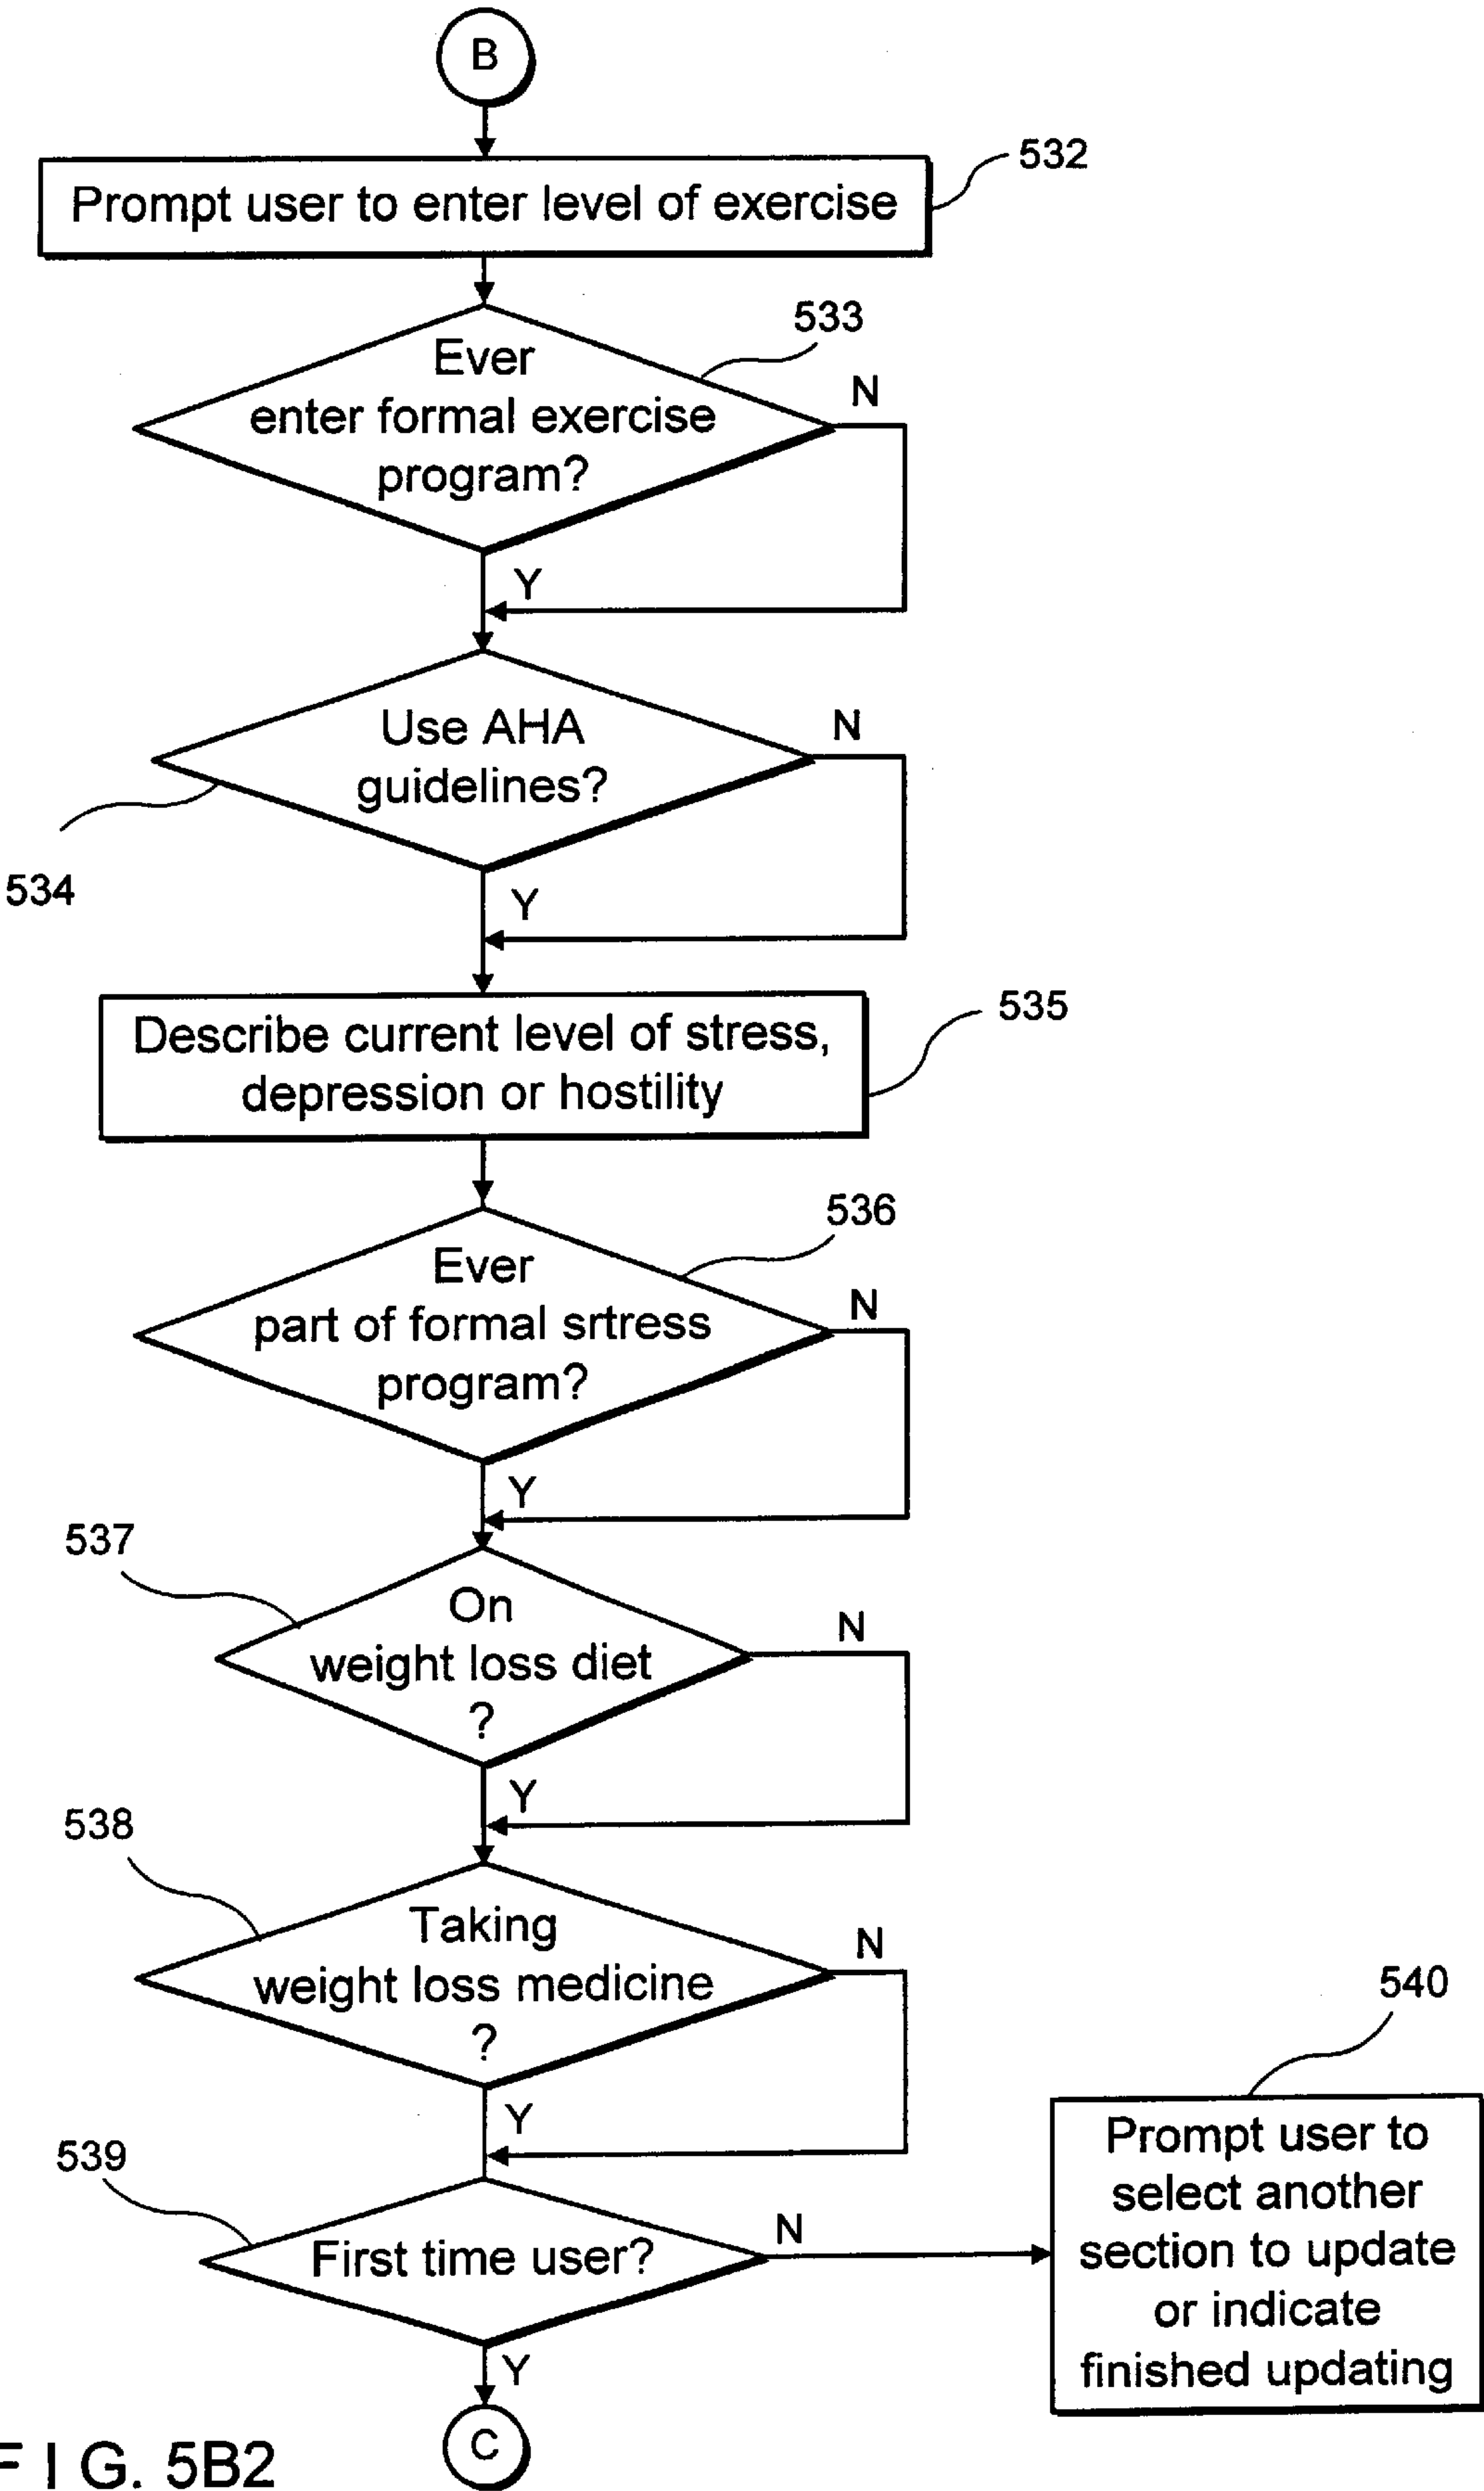 B
Prompt user to enter level of exercise
532
533
Ever
enter formal exercise
program?
N
Y
Use AHA
guidelines?
N
534
Y
Describe current level of stress,
depression or hostility
535
536
Ever
part of formal srtress
program?
N
Y
537
On
weight loss diet
?
N
Y
538
Taking
weight loss medicine
?
N
Y
539
First time user?
N
540
Prompt user to
select another
section to update
or indicate
finished updating
Y
C
FIG. 5B2